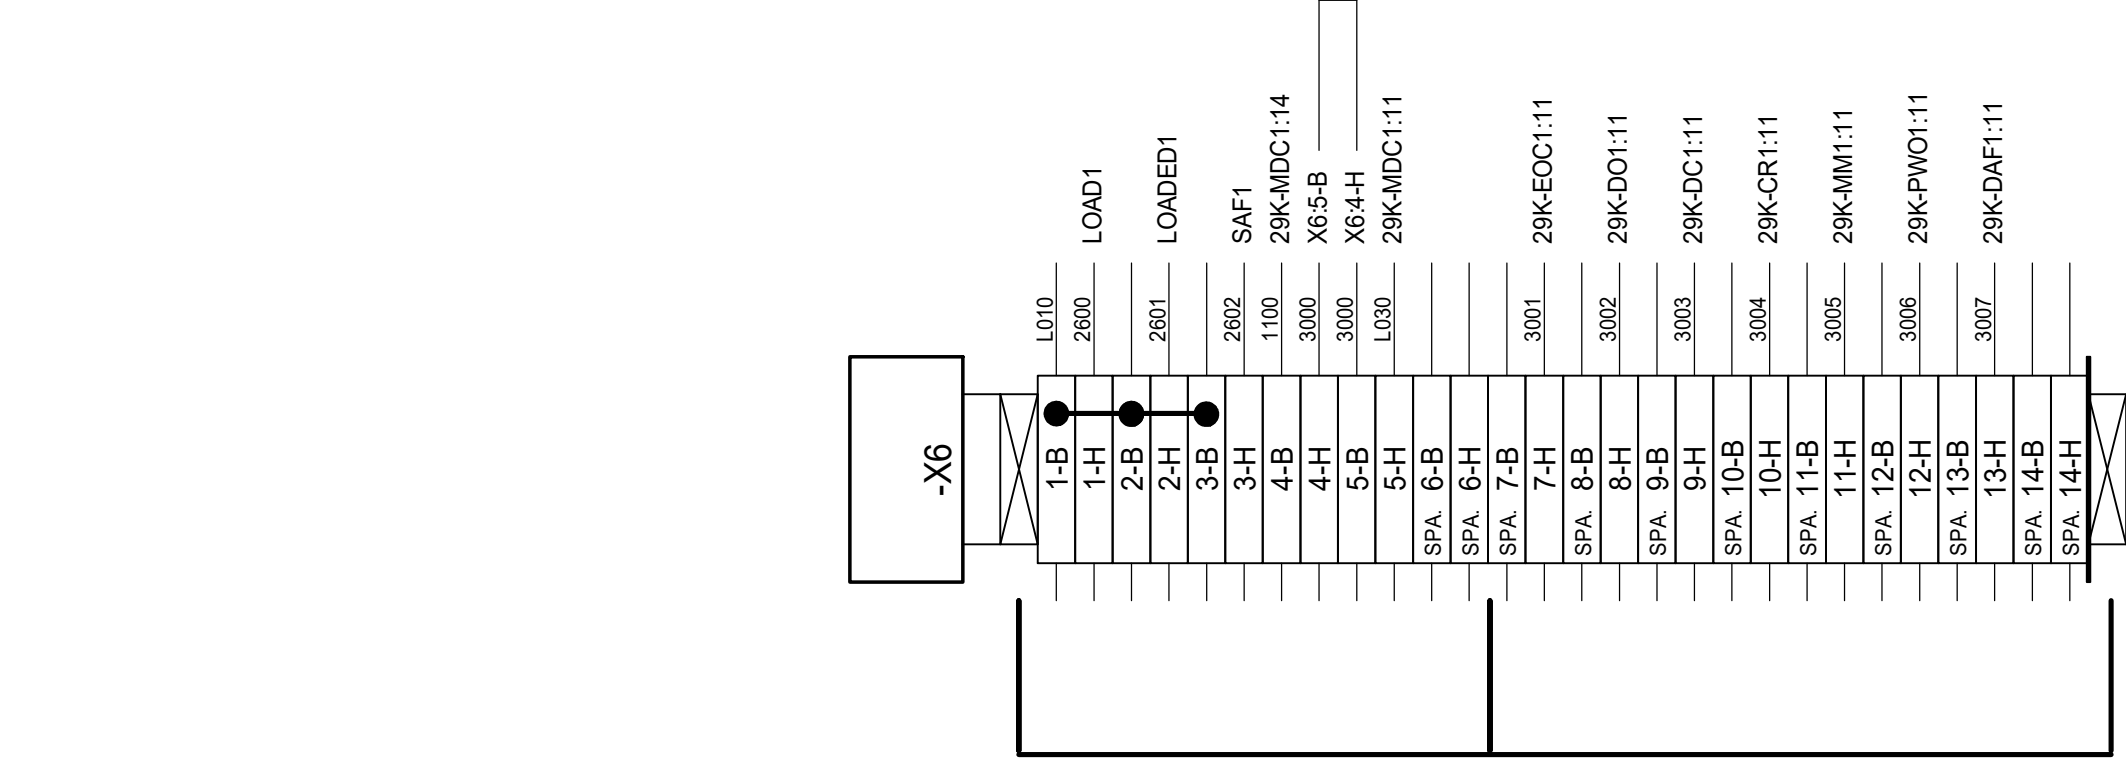 LOAD1
LOADED1
SAF1
29K-MDC1:14
X6:5-B
X6:4-H
29K-MDC1:11
29K-EOC1:11
29K-DO1:11
29K-DC1:11
29K-CR1:11
29K-MM1:11
29K-PWO1:11
29K-DAF1:11
L010
2600
2601
2602
1100
3000
3000
L030
3001
3002
3003
3004
3005
3006
3007
-X6
1-B
1-H
2-B
2-H
3-B
3-H
4-B
4-H
5-B
5-H
SPA. 6-B
SPA. 6-H
SPA. 7-B
7-H
SPA. 8-B
8-H
SPA. 9-B
9-H
SPA. 10-B
10-H
SPA. 11-B
11-H
SPA. 12-B
12-H
SPA. 13-B
13-H
SPA. 14-B
SPA. 14-H